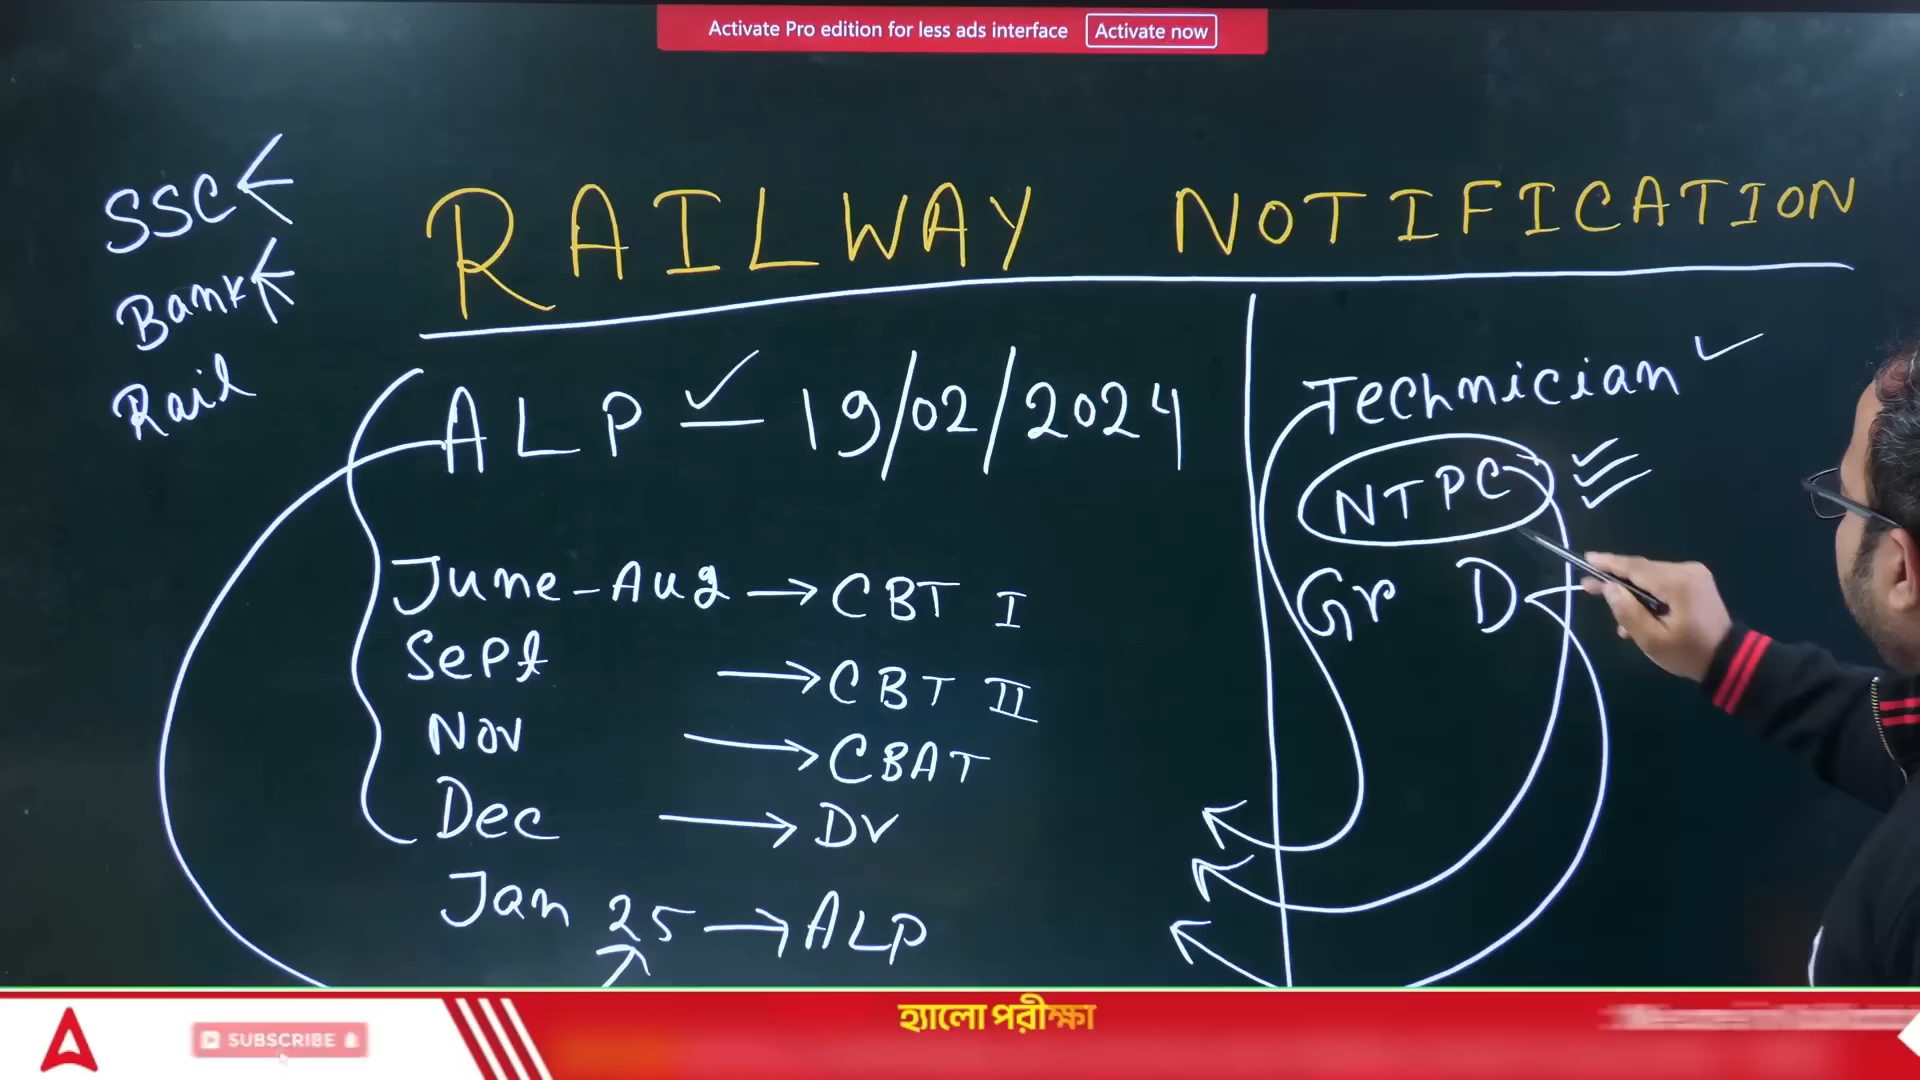 Activate Pro edition for less ads interface Activate now
RAILWAY NOTIFICATION
SSC
Bank
Rail
ALP ✓ – 19/02/2024
June-Aug → CBT I
Sept → CBT II
Nov → CBAT
Dec → DV
Jan 25 → ALP
Technician ✓
NTPC
Gr D
SUBSCRIBE
হ্যালো পরীক্ষা